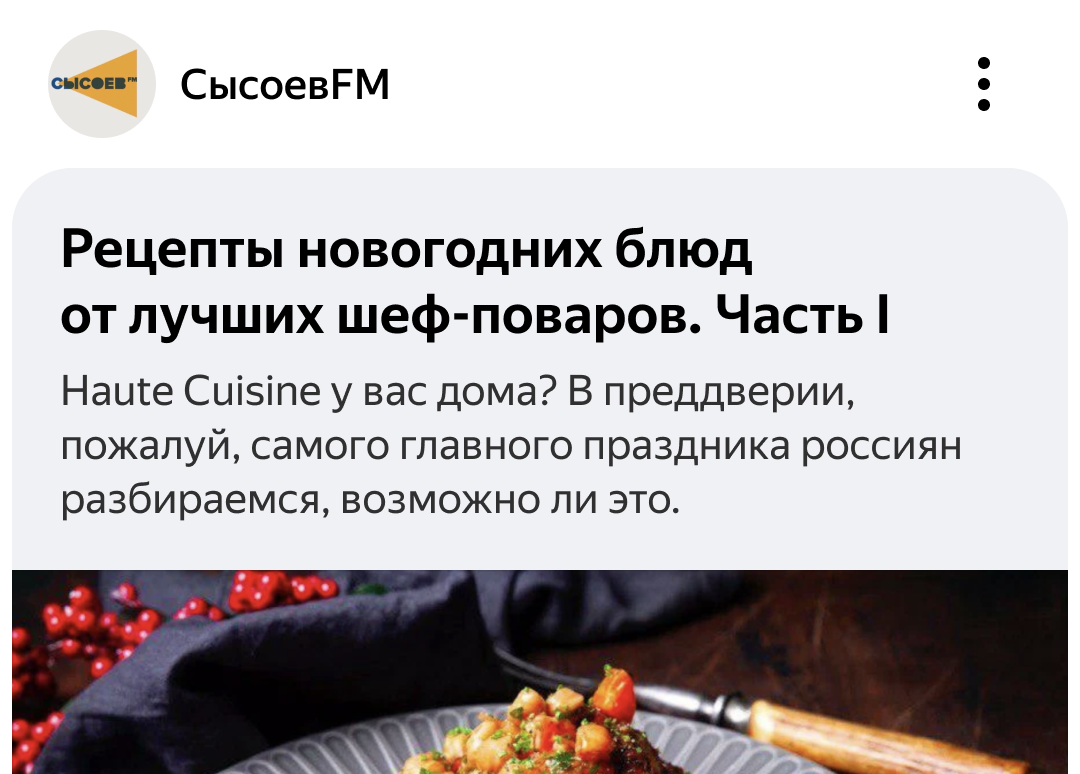 СЫСОЕВ FM
СысоевFM
Рецепты новогодних блюд
от лучших шеф-поваров. Часть I
Haute Cuisine у вас дома? В преддверии,
пожалуй, самого главного праздника россиян
разбираемся, возможно ли это.